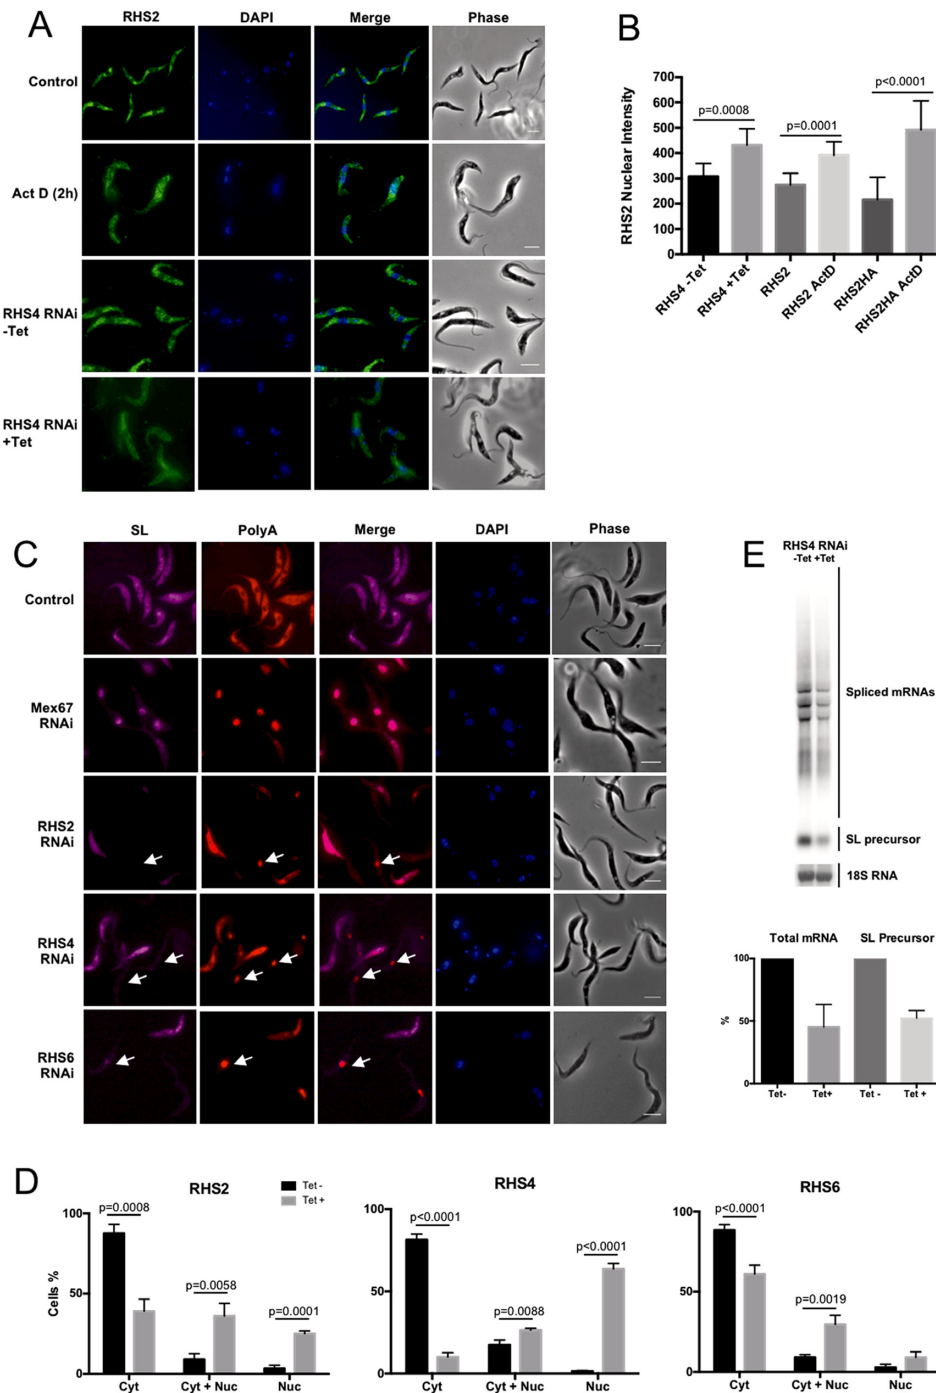 A
RHS2 DAPI Merge Phase
Control
Act D (2h)
RHS4 RNAi
-Tet
RHS4 RNAi
+Tet
B
RHS2 Nuclear Intensity
700
600
500
400
300
200
100
0
p=0.0008
p=0.0001
p<0.0001
RHS4 -Tet
RHS4 +Tet
RHS2
RHS2 ActD
RHS2HA
RHS2HA ActD
C
SL PolyA Merge DAPI Phase
Control
Mex67
RNAi
RHS2
RNAi
RHS4
RNAi
RHS6
RNAi
E
RHS4 RNAi
-Tet +Tet
Spliced mRNAs
SL precursor
18S RNA
Total mRNA SL Precursor
100
50
0
%
Tet- Tet+ Tet - Tet +
D
RHS2
Tet -
Tet +
Cells %
100
50
0
p=0.0008
p=0.0058
p=0.0001
Cyt Cyt + Nuc Nuc
RHS4
100
50
0
p<0.0001
p=0.0088
p<0.0001
Cyt Cyt + Nuc Nuc
RHS6
100
50
0
p<0.0001
p=0.0019
Cyt Cyt + Nuc Nuc